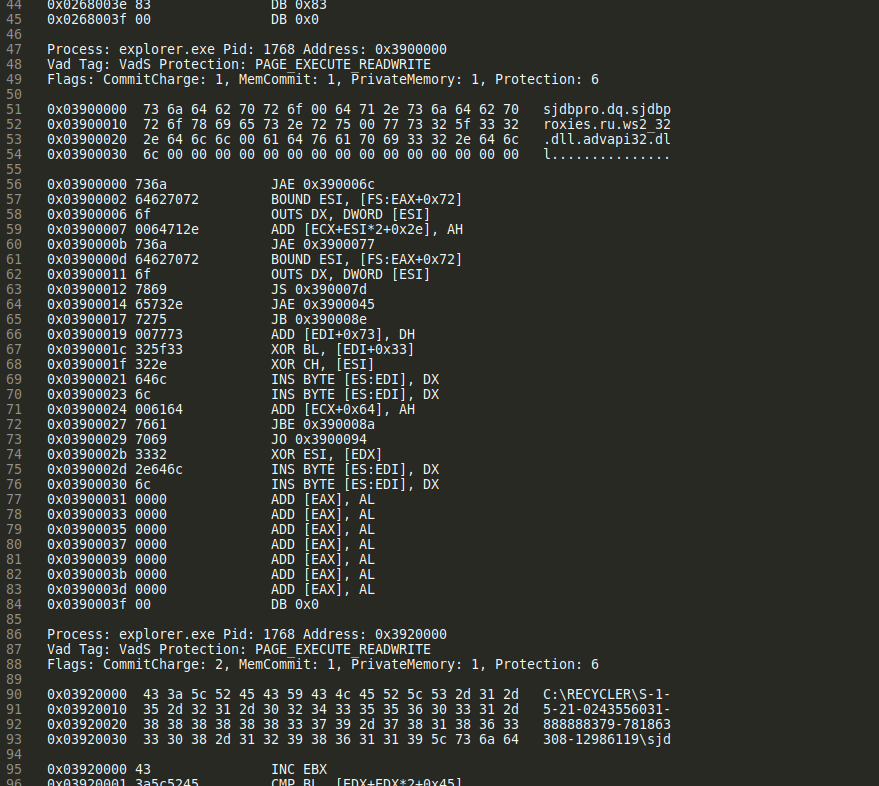 44 0x0268003e 83 DB 0x83
45 0x0268003f 00 DB 0x0
46
47 Process: explorer.exe Pid: 1768 Address: 0x3900000
48 Vad Tag: VadS Protection: PAGE_EXECUTE_READWRITE
49 Flags: CommitCharge: 1, MemCommit: 1, PrivateMemory: 1, Protection: 6
50
51 0x03900000 73 6a 64 62 70 72 6f 00 64 71 2e 73 6a 64 62 70 sjdbpro.dq.sjdbp
52 0x03900010 72 6f 78 69 65 73 2e 72 75 00 77 73 32 5f 33 32 roxies.ru.ws2_32
53 0x03900020 2e 64 6c 6c 00 61 64 76 61 70 69 33 32 2e 64 6c .dll.advapi32.dl
54 0x03900030 6c 00 00 00 00 00 00 00 00 00 00 00 00 00 00 00 l...............
55
56 0x03900000 736a JAE 0x390006c
57 0x03900002 64627072 BOUND ESI, [FS:EAX+0x72]
58 0x03900006 6f OUTS DX, DWORD [ESI]
59 0x03900007 0064712e ADD [ECX+ESI*2+0x2e], AH
60 0x0390000b 736a JAE 0x3900077
61 0x0390000d 64627072 BOUND ESI, [FS:EAX+0x72]
62 0x03900011 6f OUTS DX, DWORD [ESI]
63 0x03900012 7869 JS 0x390007d
64 0x03900014 65732e JAE 0x3900045
65 0x03900017 7275 JB 0x390008e
66 0x03900019 007773 ADD [EDI+0x73], DH
67 0x0390001c 325f33 XOR BL, [EDI+0x33]
68 0x0390001f 322e XOR CH, [ESI]
69 0x03900021 646c INS BYTE [ES:EDI], DX
70 0x03900023 6c INS BYTE [ES:EDI], DX
71 0x03900024 006164 ADD [ECX+0x64], AH
72 0x03900027 7661 JBE 0x390008a
73 0x03900029 7069 JO 0x3900094
74 0x0390002b 3332 XOR ESI, [EDX]
75 0x0390002d 2e646c INS BYTE [ES:EDI], DX
76 0x03900030 6c INS BYTE [ES:EDI], DX
77 0x03900031 0000 ADD [EAX], AL
78 0x03900033 0000 ADD [EAX], AL
79 0x03900035 0000 ADD [EAX], AL
80 0x03900037 0000 ADD [EAX], AL
81 0x03900039 0000 ADD [EAX], AL
82 0x0390003b 0000 ADD [EAX], AL
83 0x0390003d 0000 ADD [EAX], AL
84 0x0390003f 00 DB 0x0
85
86 Process: explorer.exe Pid: 1768 Address: 0x3920000
87 Vad Tag: VadS Protection: PAGE_EXECUTE_READWRITE
88 Flags: CommitCharge: 2, MemCommit: 1, PrivateMemory: 1, Protection: 6
89
90 0x03920000 43 3a 5c 52 45 43 59 43 4c 45 52 5c 53 2d 31 2d C:\RECYCLER\S-1-
91 0x03920010 35 2d 32 31 2d 30 32 34 33 35 35 36 30 33 31 2d 5-21-0243556031-
92 0x03920020 38 38 38 38 38 38 33 37 39 2d 37 38 31 38 36 33 888888379-781863
93 0x03920030 33 30 38 2d 31 32 39 38 36 31 31 39 5c 73 6a 64 308-12986119\sjd
94
95 0x03920000 43 INC EBX
96 0x03920001 3a5c5245 CMP BL, [EDX+EDX*2+0x45]